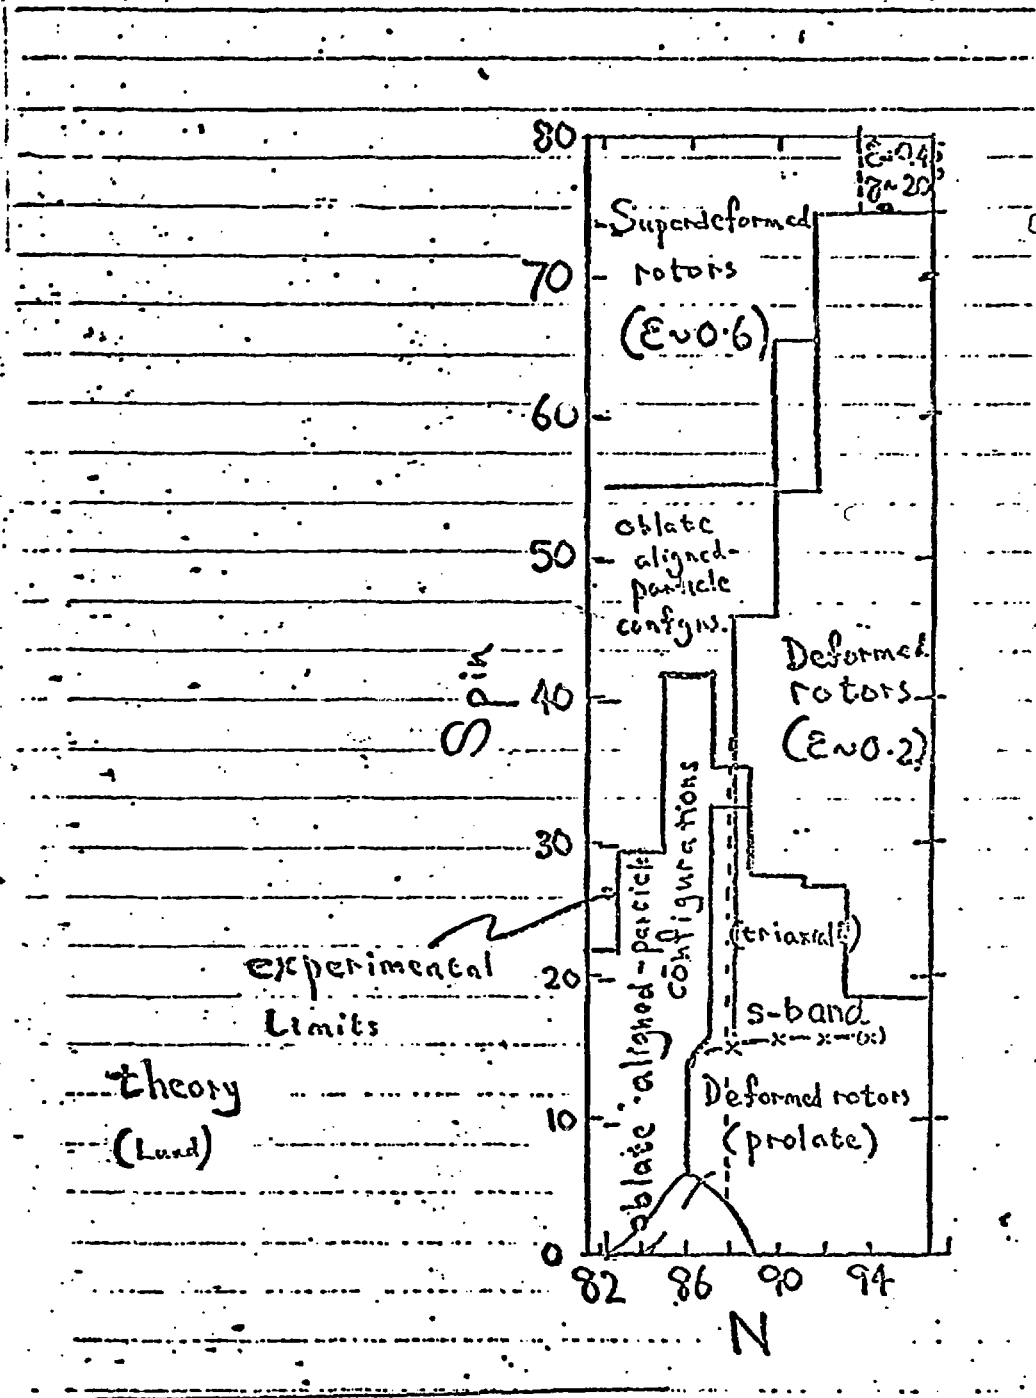 80
ε~0.45
γ~20°
Superdeformed
rotors
(ε~0.6)
70
60
oblate
aligned-
particle
configns.
50
Deformed
rotors
(ε~0.2)
Spin
40
30
oblate aligned-particle
configurations
(triaxial?)
experimental
Limits
20
s-band
x—x—(x)
theory
(Lund)
Deformed rotors
(prolate)
10
0
82
86
90
94
N